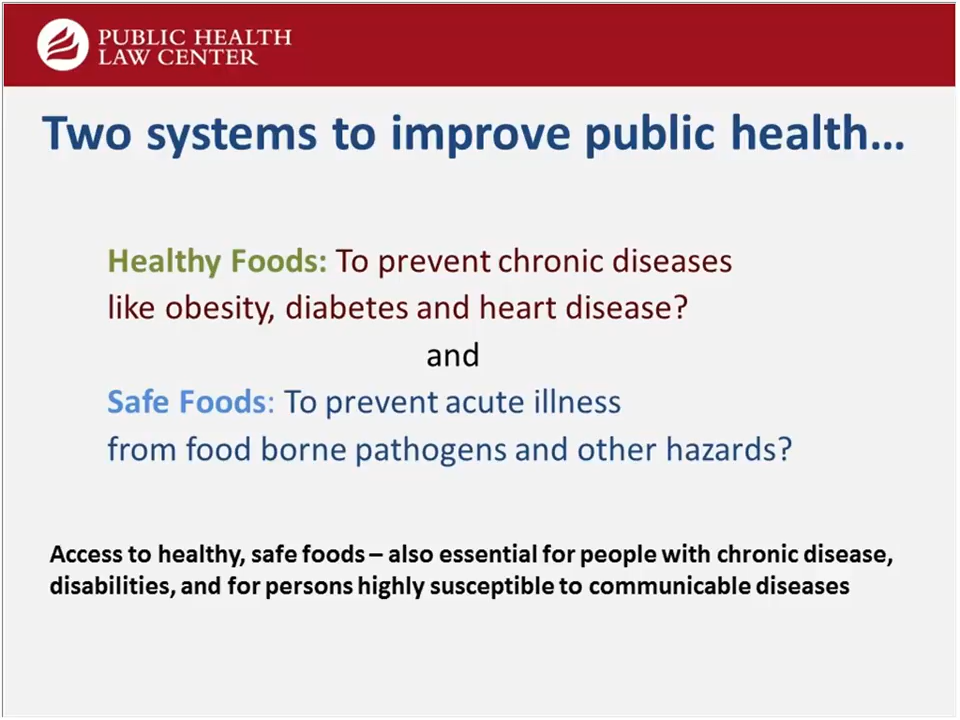 PUBLIC HEALTH
LAW CENTER
Two systems to improve public health…
Healthy Foods: To prevent chronic diseases
like obesity, diabetes and heart disease?
and
Safe Foods: To prevent acute illness
from food borne pathogens and other hazards?
Access to healthy, safe foods – also essential for people with chronic disease,
disabilities, and for persons highly susceptible to communicable diseases